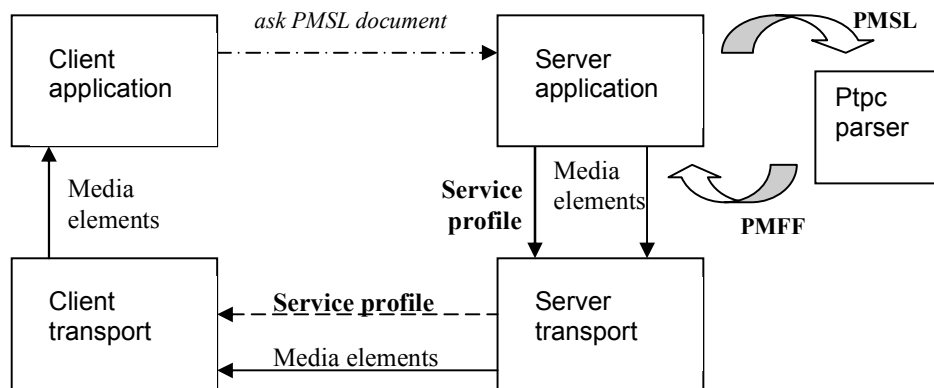 ask PMSL document
PMSL
Client
application
Server
application
Ptpc
parser
Media
elements
Service
profile
Media
elements
PMFF
Client
transport
Service profile
Media elements
Server
transport